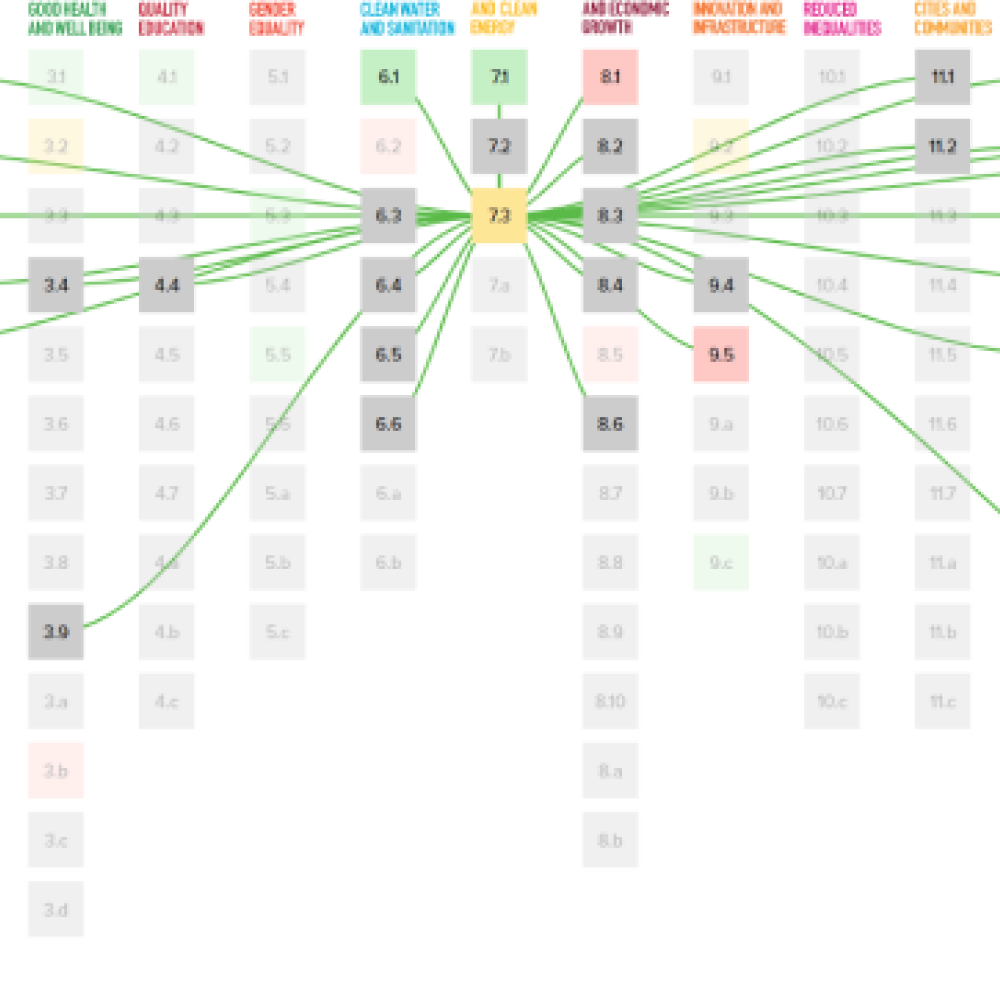 GOOD HEALTH QUALITY GENDER CLEAN WATER AND CLEAN AND ECONOMIC INNOVATION AND REDUCED CITIES AND
AND WELL BEING EDUCATION EQUALITY AND SANITATION ENERGY GROWTH INFRASTRUCTURE INEQUALITIES COMMUNITIES
3.1 4.1 5.1 6.1 7.1 8.1 9.1 10.1 11.1
3.2 4.2 5.2 6.2 7.2 8.2 9.2 10.2 11.2
3.3 4.3 5.3 6.3 7.3 8.3 9.3 10.3 11.3
3.4 4.4 5.4 6.4 7.a 8.4 9.4 10.4 11.4
3.5 4.5 5.5 6.5 7.b 8.5 9.5 10.5 11.5
3.6 4.6 5.6 6.6 8.6 9.a 10.6 11.6
3.7 4.7 5.a 6.a 8.7 9.b 10.7 11.7
3.8 4.a 5.b 6.b 8.8 9.c 10.a 11.a
3.9 4.b 5.c 8.9 10.b 11.b
3.a 4.c 8.10 10.c 11.c
3.b 8.a
3.c 8.b
3.d